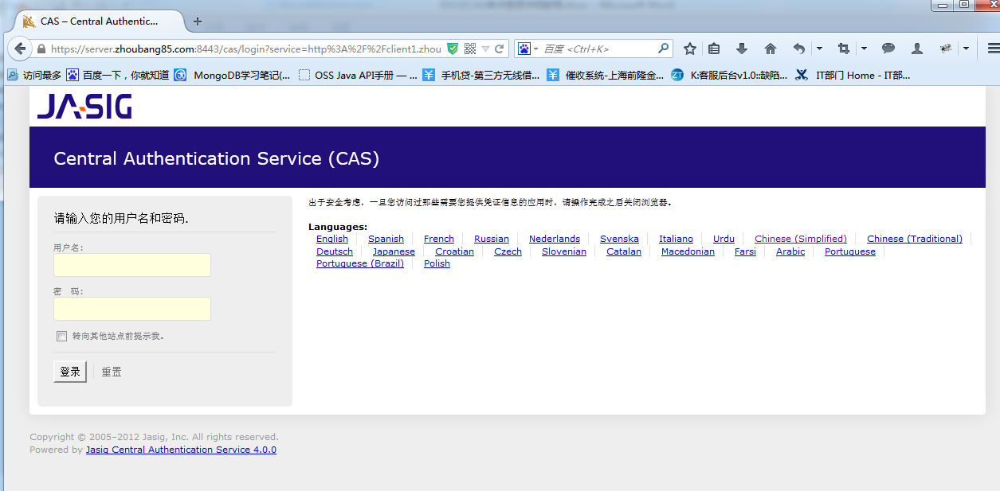 CAS – Central Authentic...
https://server.zhoubang85.com:8443/cas/login?service=http%3A%2F%2Fclient1.zhou
百度 <Ctrl+K>
访问最多 百度一下，你就知道 MongoDB学习笔记(... OSS Java API手册 — ... 手机贷-第三方无线借... 催收系统-上海前隆金... K:客服后台v1.0::缺陷... IT部门 Home - IT部...
JA-SIG
Central Authentication Service (CAS)
请输入您的用户名和密码.
用户名:
密 码:
转向其他站点前提示我。
登录 重置
出于安全考虑，一旦您访问过那些需要您提供凭证信息的应用时，请操作完成之后关闭浏览器。
Languages:
English Spanish French Russian Nederlands Svenska Italiano Urdu Chinese (Simplified) Chinese (Traditional)
Deutsch Japanese Croatian Czech Slovenian Catalan Macedonian Farsi Arabic Portuguese
Portuguese (Brazil) Polish
Copyright © 2005–2012 Jasig, Inc. All rights reserved.
Powered by Jasig Central Authentication Service 4.0.0